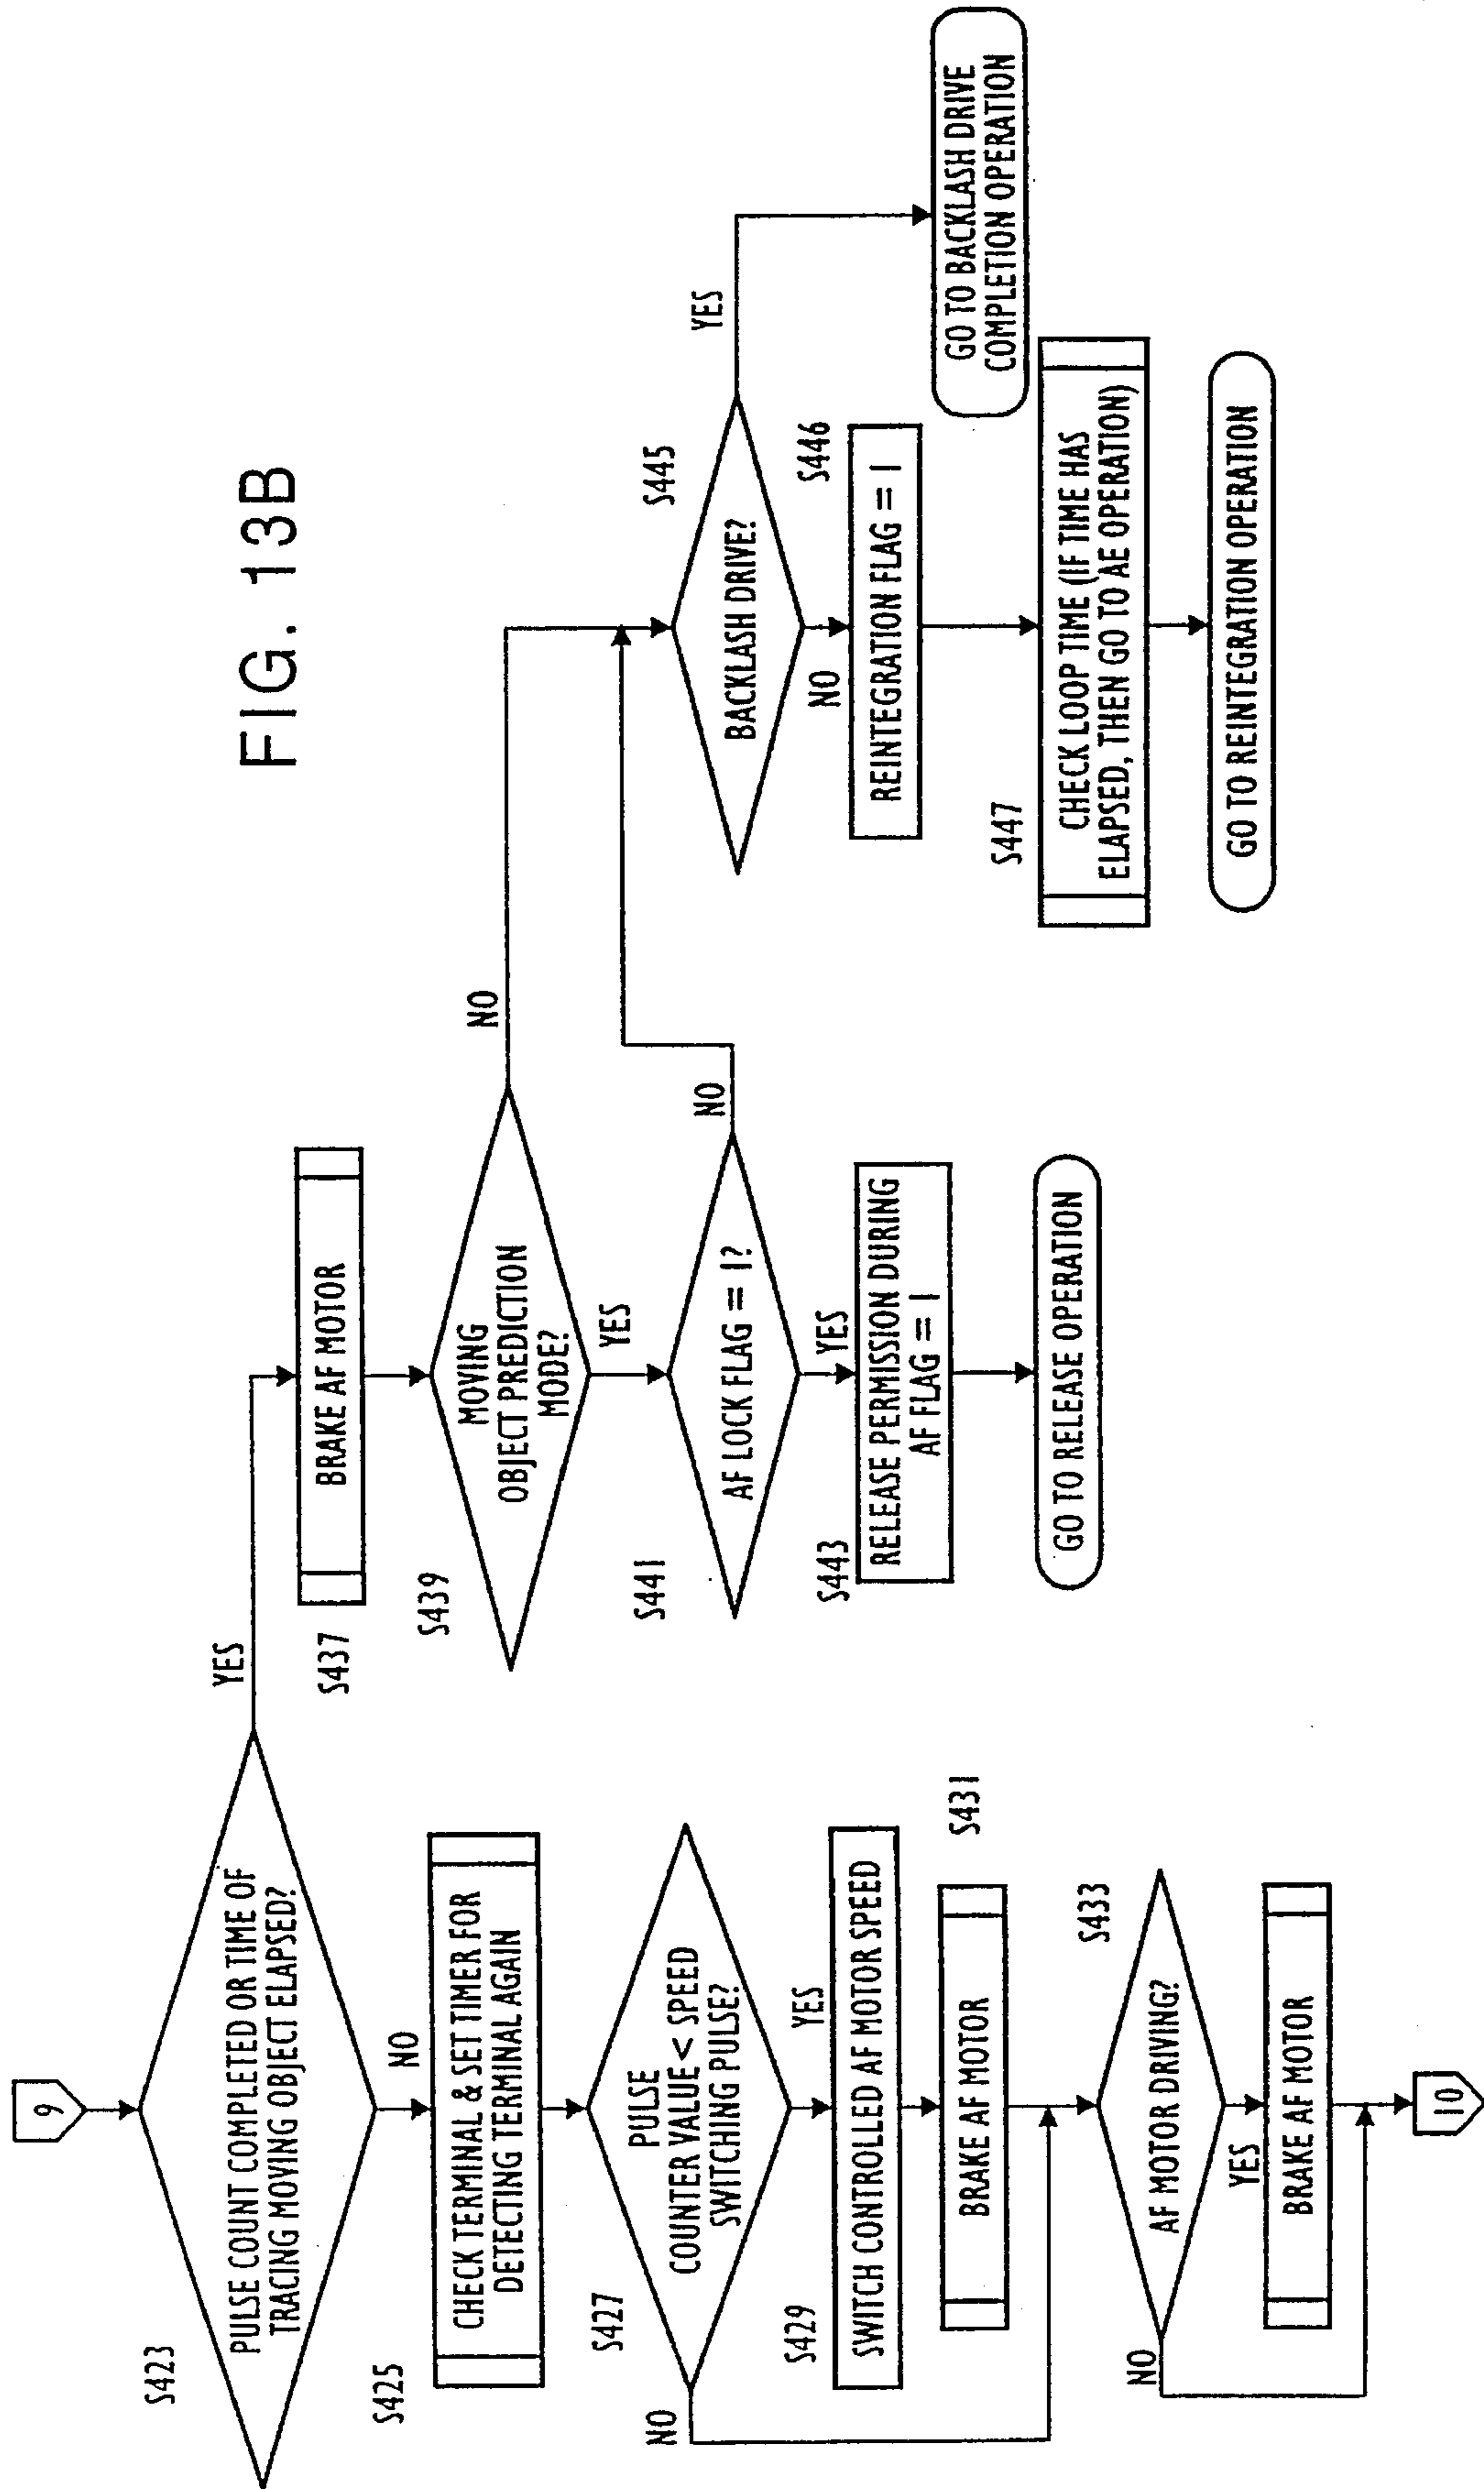 FIG. 13B
9
S423
PULSE COUNT COMPLETED OR TIME OF
TRACING MOVING OBJECT ELAPSED?
YES
NO
S425
CHECK TERMINAL & SET TIMER FOR
DETECTING TERMINAL AGAIN
S427
PULSE
COUNTER VALUE < SPEED
SWITCHING PULSE?
NO
YES
S429
SWITCH CONTROLLED AF MOTOR SPEED
S431
BRAKE AF MOTOR
S433
AF MOTOR DRIVING?
NO
YES
BRAKE AF MOTOR
10
S437
BRAKE AF MOTOR
S439
MOVING
OBJECT PREDICTION
MODE?
NO
YES
S441
AF LOCK FLAG = 1?
NO
YES
S443
RELEASE PERMISSION DURING
AF FLAG = 1
GO TO RELEASE OPERATION
S445
BACKLASH DRIVE?
YES
NO
S446
REINTEGRATION FLAG = 1
S447
CHECK LOOP TIME (IF TIME HAS
ELAPSED, THEN GO TO AE OPERATION)
GO TO REINTEGRATION OPERATION
GO TO BACKLASH DRIVE
COMPLETION OPERATION